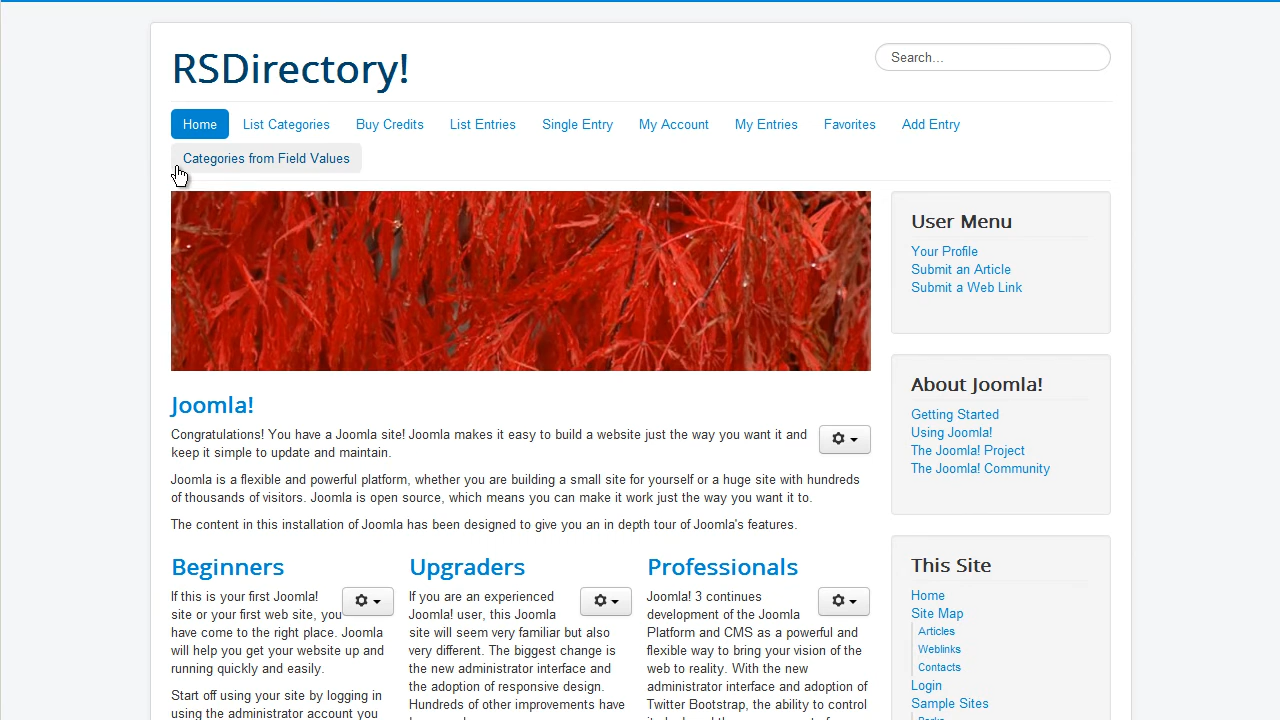 RSDirectory!
Search...
Home
List Categories
Buy Credits
List Entries
Single Entry
My Account
My Entries
Favorites
Add Entry
Categories from Field Values
User Menu
Your Profile
Submit an Article
Submit a Web Link
About Joomla!
Getting Started
Using Joomla!
The Joomla! Project
The Joomla! Community
Joomla!
Congratulations! You have a Joomla site! Joomla makes it easy to build a website just the way you want it and
keep it simple to update and maintain.
Joomla is a flexible and powerful platform, whether you are building a small site for yourself or a huge site with hundreds
of thousands of visitors. Joomla is open source, which means you can make it work just the way you want it to.
The content in this installation of Joomla has been designed to give you an in depth tour of Joomla's features.
Beginners
If this is your first Joomla!
site or your first web site, you
have come to the right place. Joomla
will help you get your website up and
running quickly and easily.
Start off using your site by logging in
using the administrator account you
Upgraders
If you are an experienced
Joomla! user, this Joomla
site will seem very familiar but also
very different. The biggest change is
the new administrator interface and
the adoption of responsive design.
Hundreds of other improvements have
Professionals
Joomla! 3 continues
development of the Joomla
Platform and CMS as a powerful and
flexible way to bring your vision of the
web to reality. With the new
administrator interface and adoption of
Twitter Bootstrap, the ability to control
This Site
Home
Site Map
Articles
Weblinks
Contacts
Login
Sample Sites